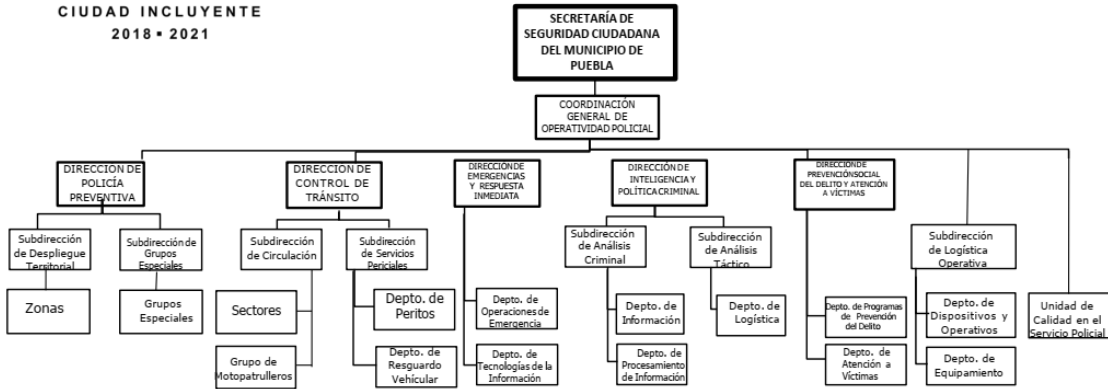 CIUDAD INCLUYENTE
2018 ▪ 2021
SECRETARÍA DE
SEGURIDAD CIUDADANA
DEL MUNICIPIO DE
PUEBLA
COORDINACIÓN
GENERAL DE
OPERATIVIDAD POLICIAL
DIRECCION DE
POLICÍA
PREVENTIVA
DIRECCION DE
CONTROL DE
TRÁNSITO
DIRECCIÓN DE
EMERGENCIAS
Y RESPUESTA
INMEDIATA
DIRECCIÓN DE
INTELIGENCIA Y
POLÍTICA CRIMINAL
DIRECCIÓN DE
PREVENCIÓN SOCIAL
DEL DELITO Y ATENCIÓN
A VÍCTIMAS
Subdirección
de Despliegue
Territorial
Subdirección de
Grupos
Especiales
Subdirección
de Circulación
Subdirección
de Servicios
Periciales
Subdirección
de Análisis
Criminal
Subdirección
de Análisis
Táctico
Subdirección
de Logística
Operativa
Zonas
Grupos
Especiales
Sectores
Depto. de
Peritos
Depto. de
Operaciones de
Emergencia
Depto. de
Información
Depto. de
Logística
Depto. de Programas
de Prevención
del Delito
Depto. de
Dispositivos y
Operativos
Unidad de
Calidad en el
Servicio Policial
Grupo de
Motopatrulleros
Depto. de
Resguardo
Vehícular
Depto. de
Tecnologías de la
Información
Depto. de
Procesamiento
de Información
Depto. de
Atención a
Víctimas
Depto. de
Equipamiento